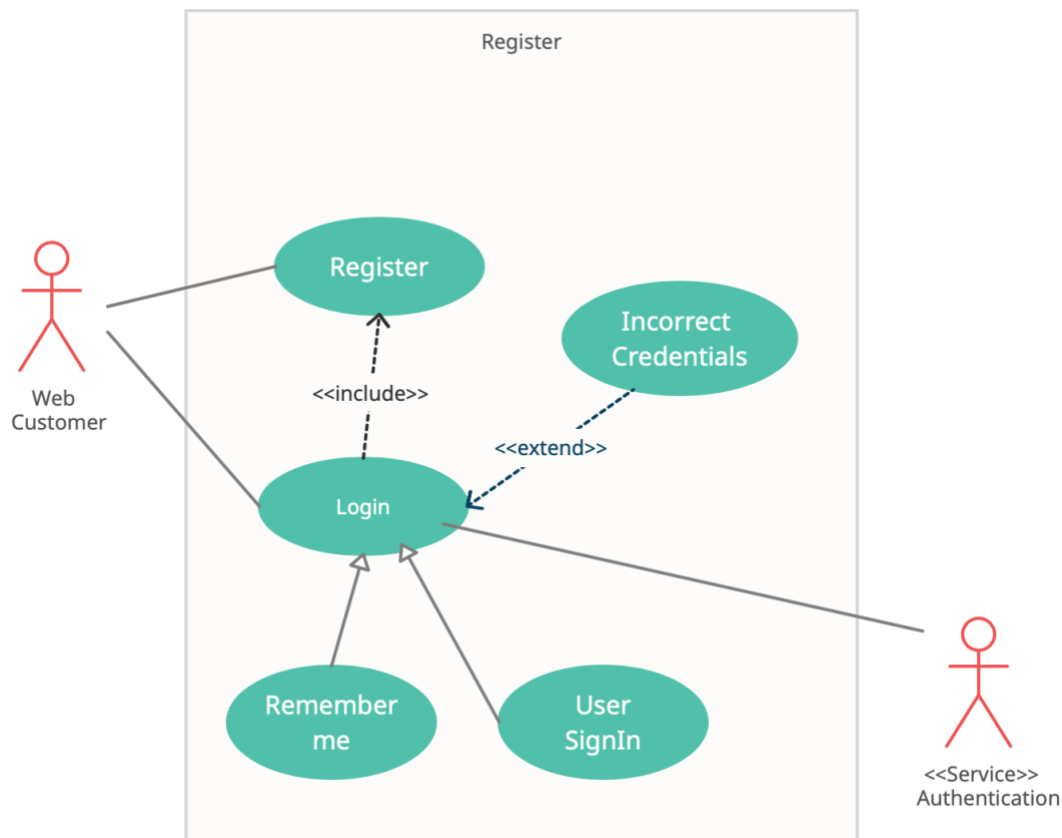 Register
Register
Incorrect
Credentials
<<include>>
Web
Customer
<<extend>>
Login
Remember
me
User
SignIn
<<Service>>
Authentication